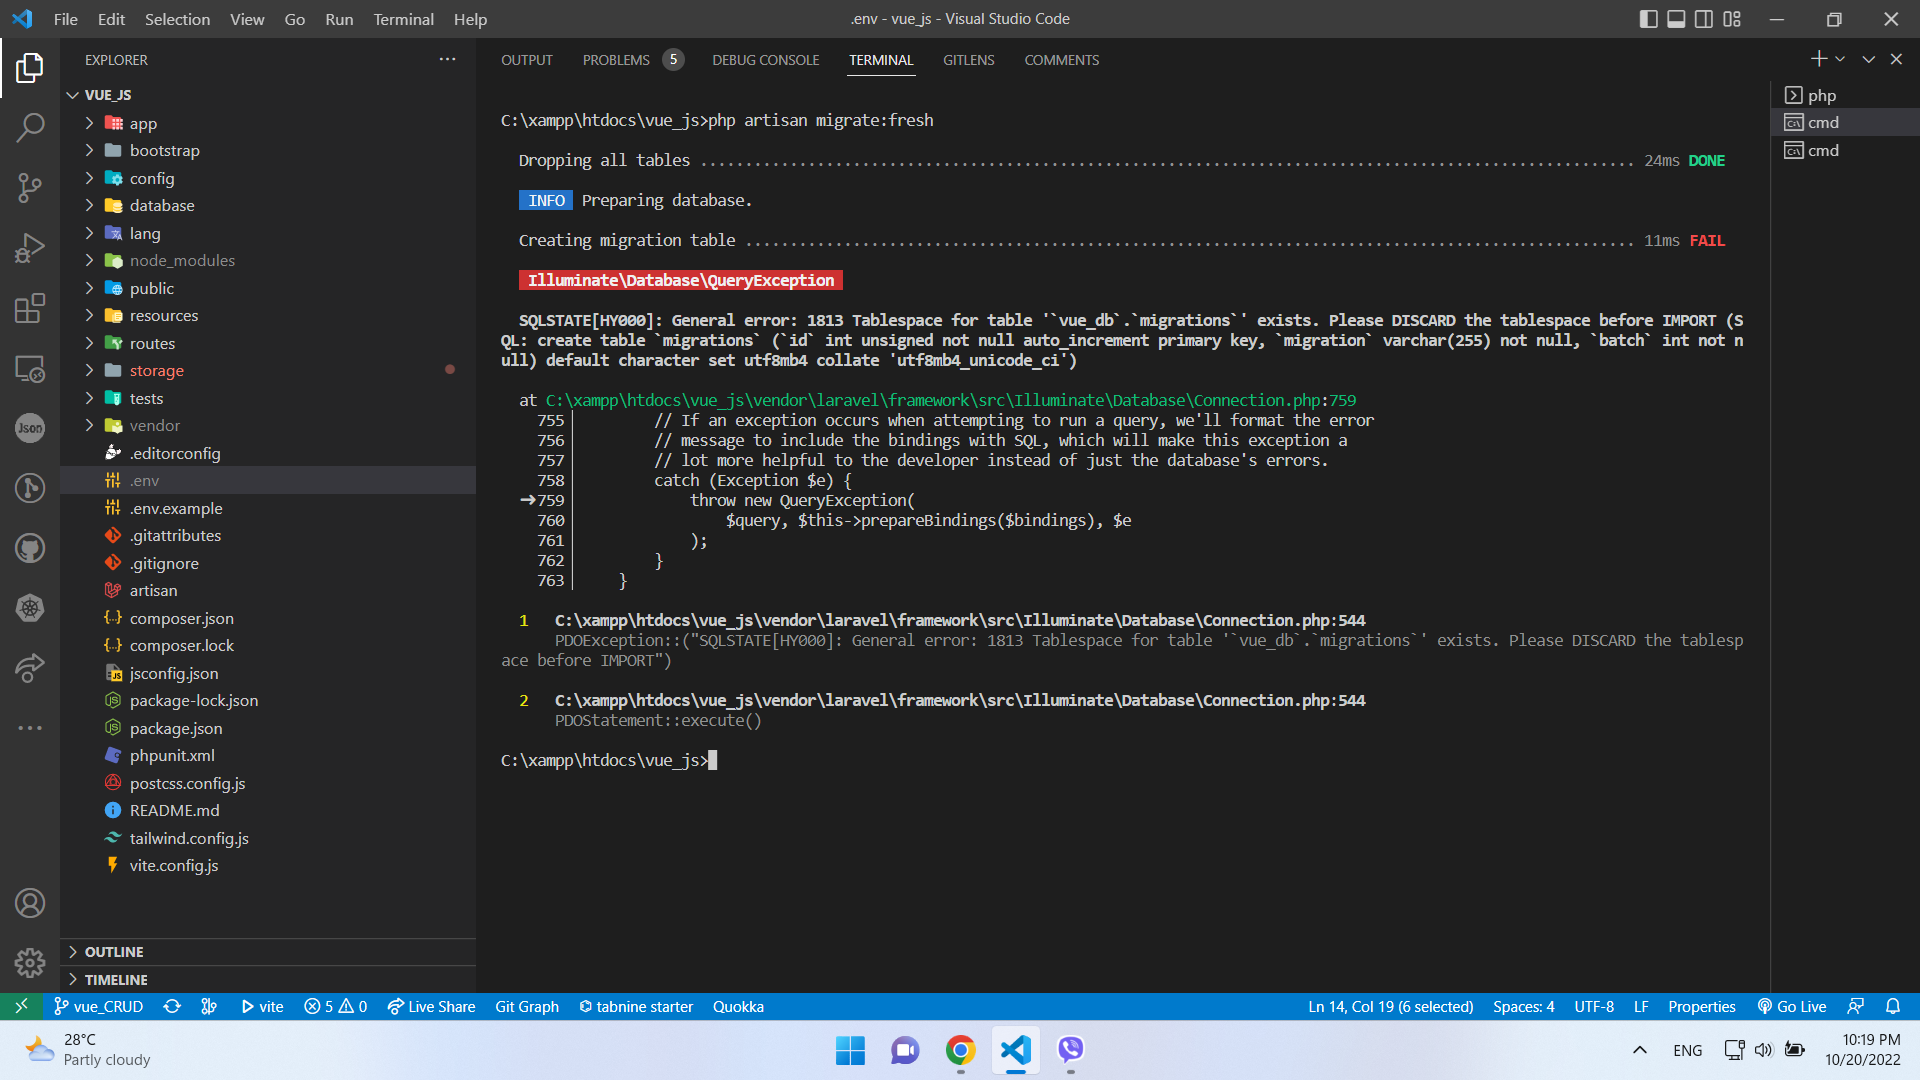 File Edit Selection View Go Run Terminal Help
.env - vue_js - Visual Studio Code
EXPLORER
VUE_JS
app
bootstrap
config
database
lang
node_modules
public
resources
routes
storage
tests
vendor
.editorconfig
.env
.env.example
.gitattributes
.gitignore
artisan
composer.json
composer.lock
jsconfig.json
package-lock.json
package.json
phpunit.xml
postcss.config.js
README.md
tailwind.config.js
vite.config.js
OUTLINE
TIMELINE
Json
OUTPUT PROBLEMS 5 DEBUG CONSOLE TERMINAL GITLENS COMMENTS
php
cmd
cmd
C:\xampp\htdocs\vue_js>php artisan migrate:fresh
Dropping all tables ........................................................................................................ 24ms DONE
INFO Preparing database.
Creating migration table ................................................................................................... 11ms FAIL
Illuminate\Database\QueryException
SQLSTATE[HY000]: General error: 1813 Tablespace for table '`vue_db`.`migrations`' exists. Please DISCARD the tablespace before IMPORT (S
QL: create table `migrations` (`id` int unsigned not null auto_increment primary key, `migration` varchar(255) not null, `batch` int not n
ull) default character set utf8mb4 collate 'utf8mb4_unicode_ci')
at C:\xampp\htdocs\vue_js\vendor\laravel\framework\src\Illuminate\Database\Connection.php:759
755| // If an exception occurs when attempting to run a query, we'll format the error
756| // message to include the bindings with SQL, which will make this exception a
757| // lot more helpful to the developer instead of just the database's errors.
758| catch (Exception $e) {
➜759| throw new QueryException(
760| $query, $this->prepareBindings($bindings), $e
761| );
762| }
763| }
1 C:\xampp\htdocs\vue_js\vendor\laravel\framework\src\Illuminate\Database\Connection.php:544
PDOException::("SQLSTATE[HY000]: General error: 1813 Tablespace for table '`vue_db`.`migrations`' exists. Please DISCARD the tablesp
ace before IMPORT")
2 C:\xampp\htdocs\vue_js\vendor\laravel\framework\src\Illuminate\Database\Connection.php:544
PDOStatement::execute()
C:\xampp\htdocs\vue_js>
vue_CRUD vite 5 0 Live Share Git Graph tabnine starter Quokka Ln 14, Col 19 (6 selected) Spaces: 4 UTF-8 LF Properties Go Live
28°C
Partly cloudy
ENG
10:19 PM
10/20/2022